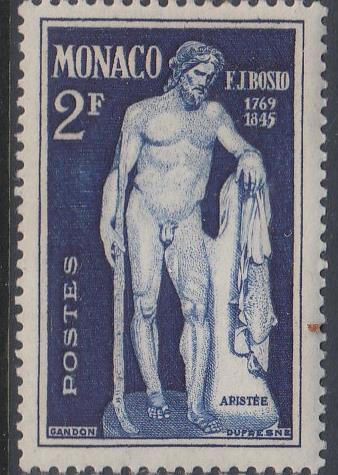 MONACO
2F
F.J.BOSIO
1769
1845
POSTES
ARISTÉE
GANDON
DUFRESNE